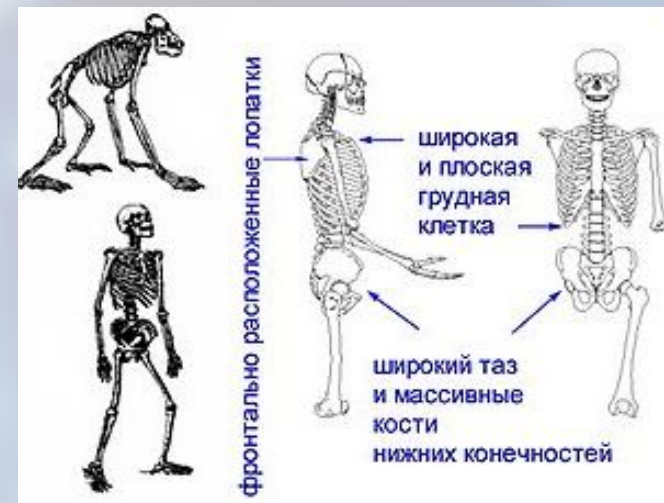 фронтально расположенные лопатки
широкая
и плоская
грудная
клетка
широкий таз
и массивные
кости
нижних конечностей